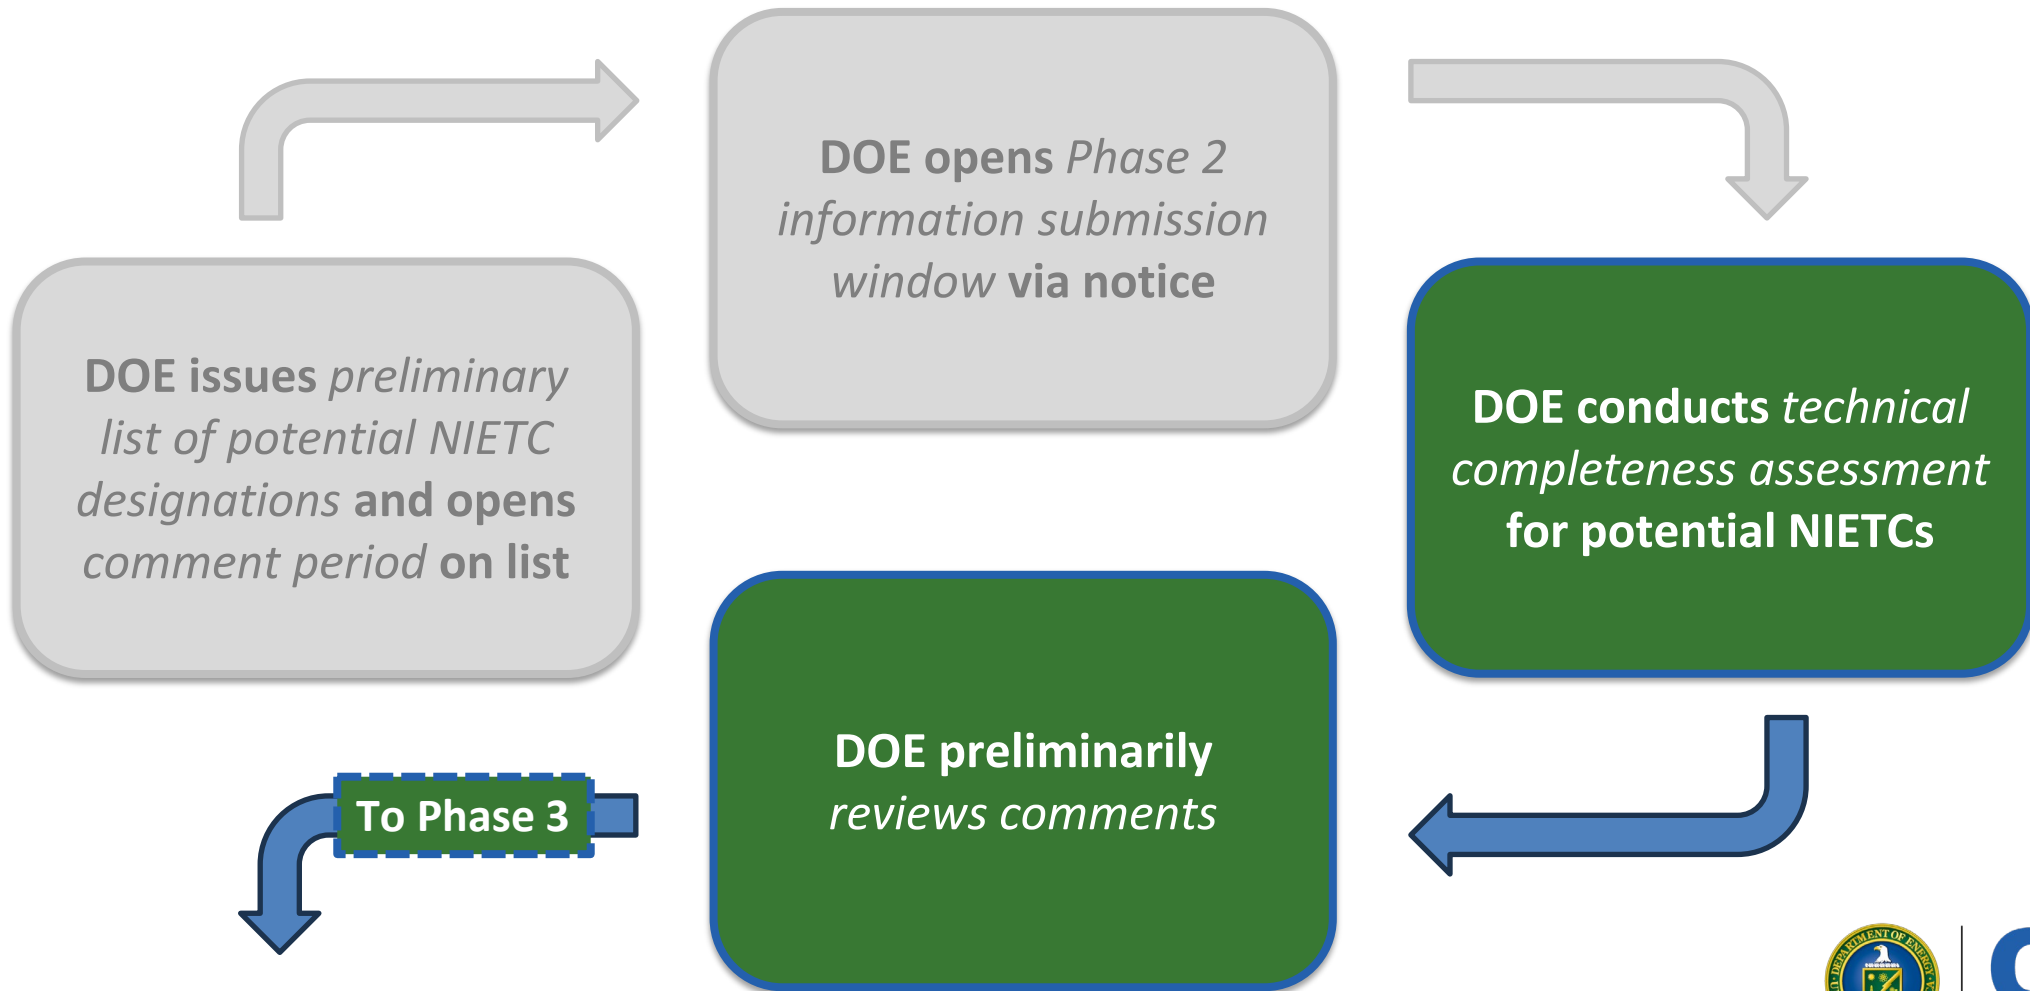 DOE issues preliminary
list of potential NIETC
designations and opens
comment period on list
DOE opens Phase 2
information submission
window via notice
DOE conducts technical
completeness assessment
for potential NIETCs
DOE preliminarily
reviews comments
To Phase 3